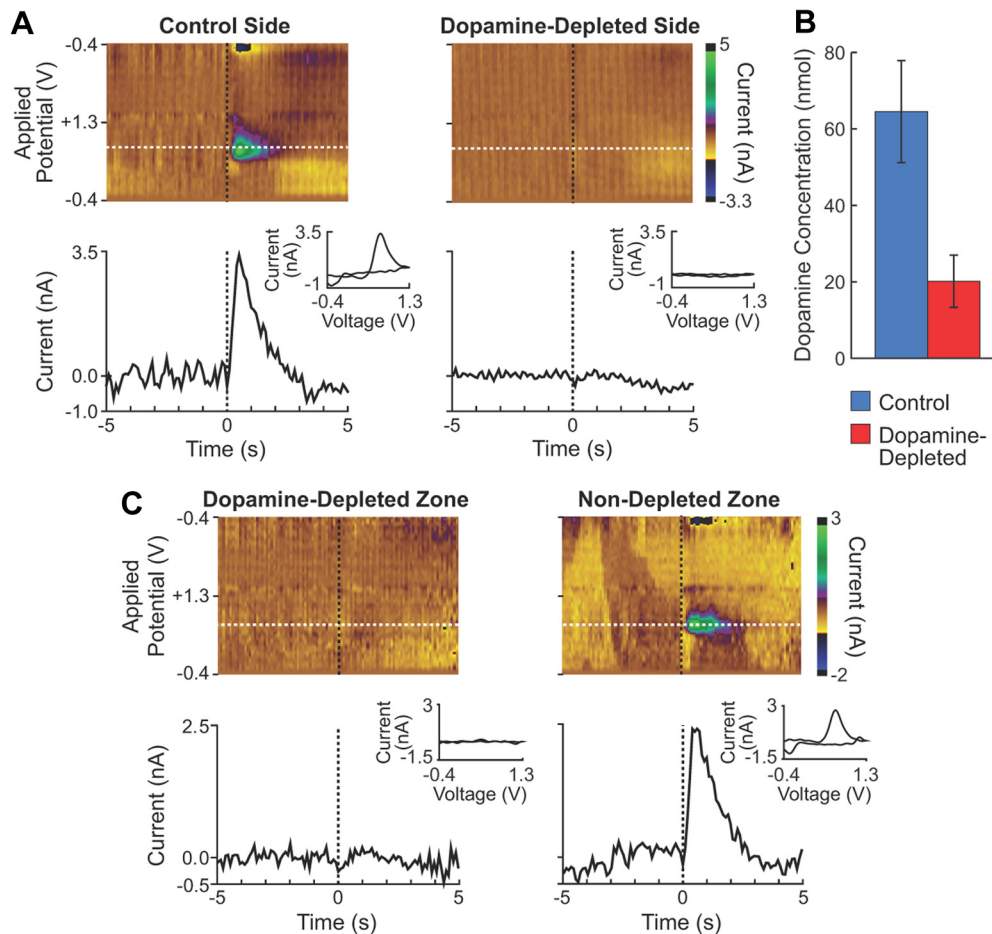 A
Control Side
Dopamine-Depleted Side
-0.4
+1.3
-0.4
Applied
Potential (V)
5
-3.3
Current (nA)
3.5
0.0
-1.0
Current (nA)
-5
0
5
Time (s)
3.5
-1
Current
(nA)
-0.4
1.3
Voltage (V)
-5
0
5
Time (s)
3.5
-1
Current
(nA)
-0.4
1.3
Voltage (V)
B
80
60
40
20
0
Dopamine Concentration (nmol)
Control
Dopamine-
Depleted
C
Dopamine-Depleted Zone
Non-Depleted Zone
-0.4
+1.3
-0.4
Applied
Potential (V)
3
-2
Current (nA)
2.5
0.0
-0.5
Current (nA)
-5
0
5
Time (s)
3
-1.5
Current
(nA)
-0.4
1.3
Voltage (V)
-5
0
5
Time (s)
3
-1.5
Current
(nA)
-0.4
1.3
Voltage (V)